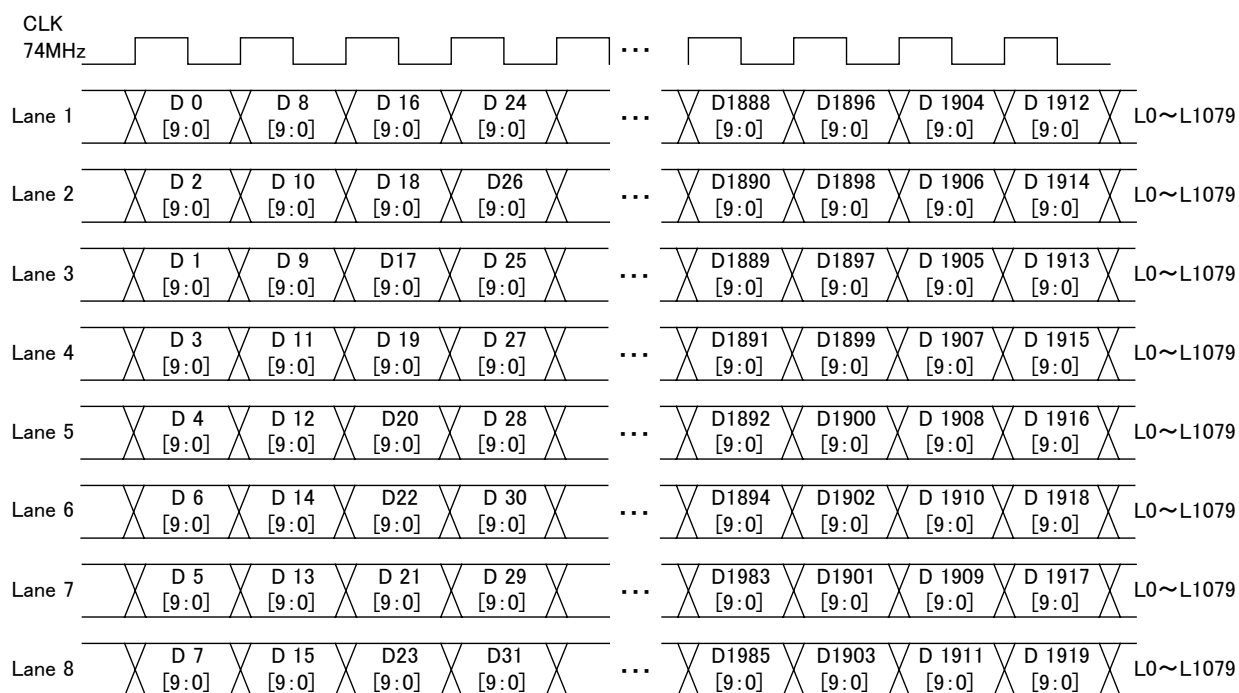 CLK
74MHz
...
Lane 1 D 0 D 8 D 16 D 24 ... D1888 D1896 D 1904 D 1912 L0~L1079
[9:0] [9:0] [9:0] [9:0] [9:0] [9:0] [9:0] [9:0]
Lane 2 D 2 D 10 D 18 D26 ... D1890 D1898 D 1906 D 1914 L0~L1079
[9:0] [9:0] [9:0] [9:0] [9:0] [9:0] [9:0] [9:0]
Lane 3 D 1 D 9 D17 D 25 ... D1889 D1897 D 1905 D 1913 L0~L1079
[9:0] [9:0] [9:0] [9:0] [9:0] [9:0] [9:0] [9:0]
Lane 4 D 3 D 11 D 19 D 27 ... D1891 D1899 D 1907 D 1915 L0~L1079
[9:0] [9:0] [9:0] [9:0] [9:0] [9:0] [9:0] [9:0]
Lane 5 D 4 D 12 D20 D 28 ... D1892 D1900 D 1908 D 1916 L0~L1079
[9:0] [9:0] [9:0] [9:0] [9:0] [9:0] [9:0] [9:0]
Lane 6 D 6 D 14 D22 D 30 ... D1894 D1902 D 1910 D 1918 L0~L1079
[9:0] [9:0] [9:0] [9:0] [9:0] [9:0] [9:0] [9:0]
Lane 7 D 5 D 13 D 21 D 29 ... D1983 D1901 D 1909 D 1917 L0~L1079
[9:0] [9:0] [9:0] [9:0] [9:0] [9:0] [9:0] [9:0]
Lane 8 D 7 D 15 D23 D31 ... D1985 D1903 D 1911 D 1919 L0~L1079
[9:0] [9:0] [9:0] [9:0] [9:0] [9:0] [9:0] [9:0]